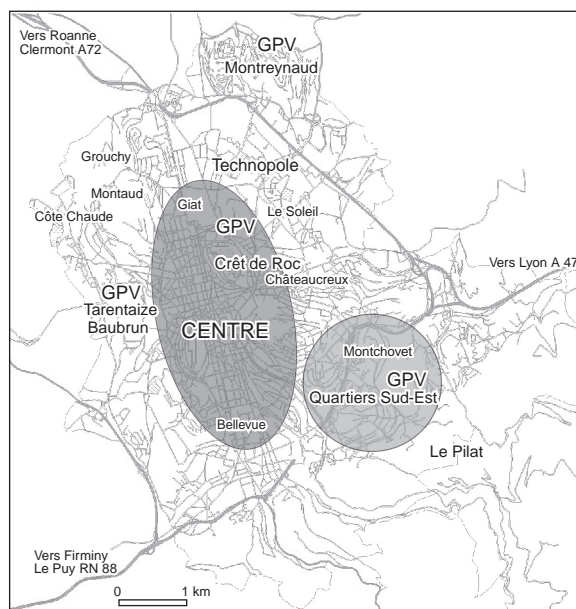 Vers Roanne
Clermont A72
GPV
Montreynaud
Grouchy
Technopole
Montaud
Giat
Le Soleil
Côte Chaude
GPV
Crêt de Roc
Vers Lyon A 47
Châteaucreux
GPV
Tarentaize
Baubrun
CENTRE
Montchovet
GPV
Quartiers Sud-Est
Bellevue
Le Pilat
Vers Firminy
Le Puy RN 88
0 1 km